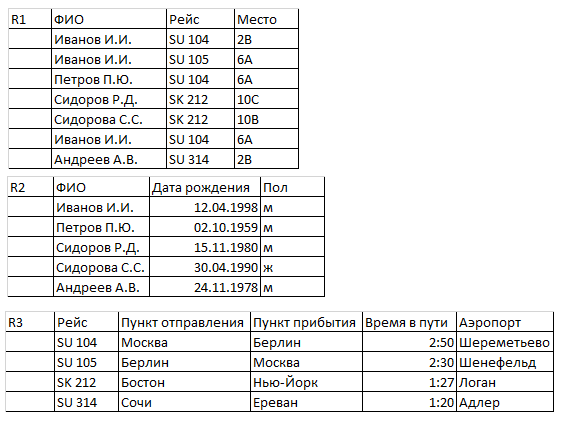 R1 ФИО Рейс Место
Иванов И.И. SU 104 2B
Иванов И.И. SU 105 6A
Петров П.Ю. SU 104 6A
Сидоров Р.Д. SK 212 10C
Сидорова С.С. SK 212 10B
Иванов И.И. SU 104 6A
Андреев А.В. SU 314 2B
R2 ФИО Дата рождения Пол
Иванов И.И. 12.04.1998 м
Петров П.Ю. 02.10.1959 м
Сидоров Р.Д. 15.11.1980 м
Сидорова С.С. 30.04.1990 ж
Андреев А.В. 24.11.1978 м
R3 Рейс Пункт отправления Пункт прибытия Время в пути Аэропорт
SU 104 Москва Берлин 2:50 Шереметьево
SU 105 Берлин Москва 2:30 Шенефельд
SK 212 Бостон Нью-Йорк 1:27 Логан
SU 314 Сочи Ереван 1:20 Адлер